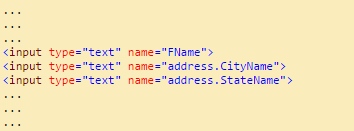 ...
...
...
<input type="text" name="FName">
<input type="text" name="address.CityName">
<input type="text" name="address.StateName">
...
...
...